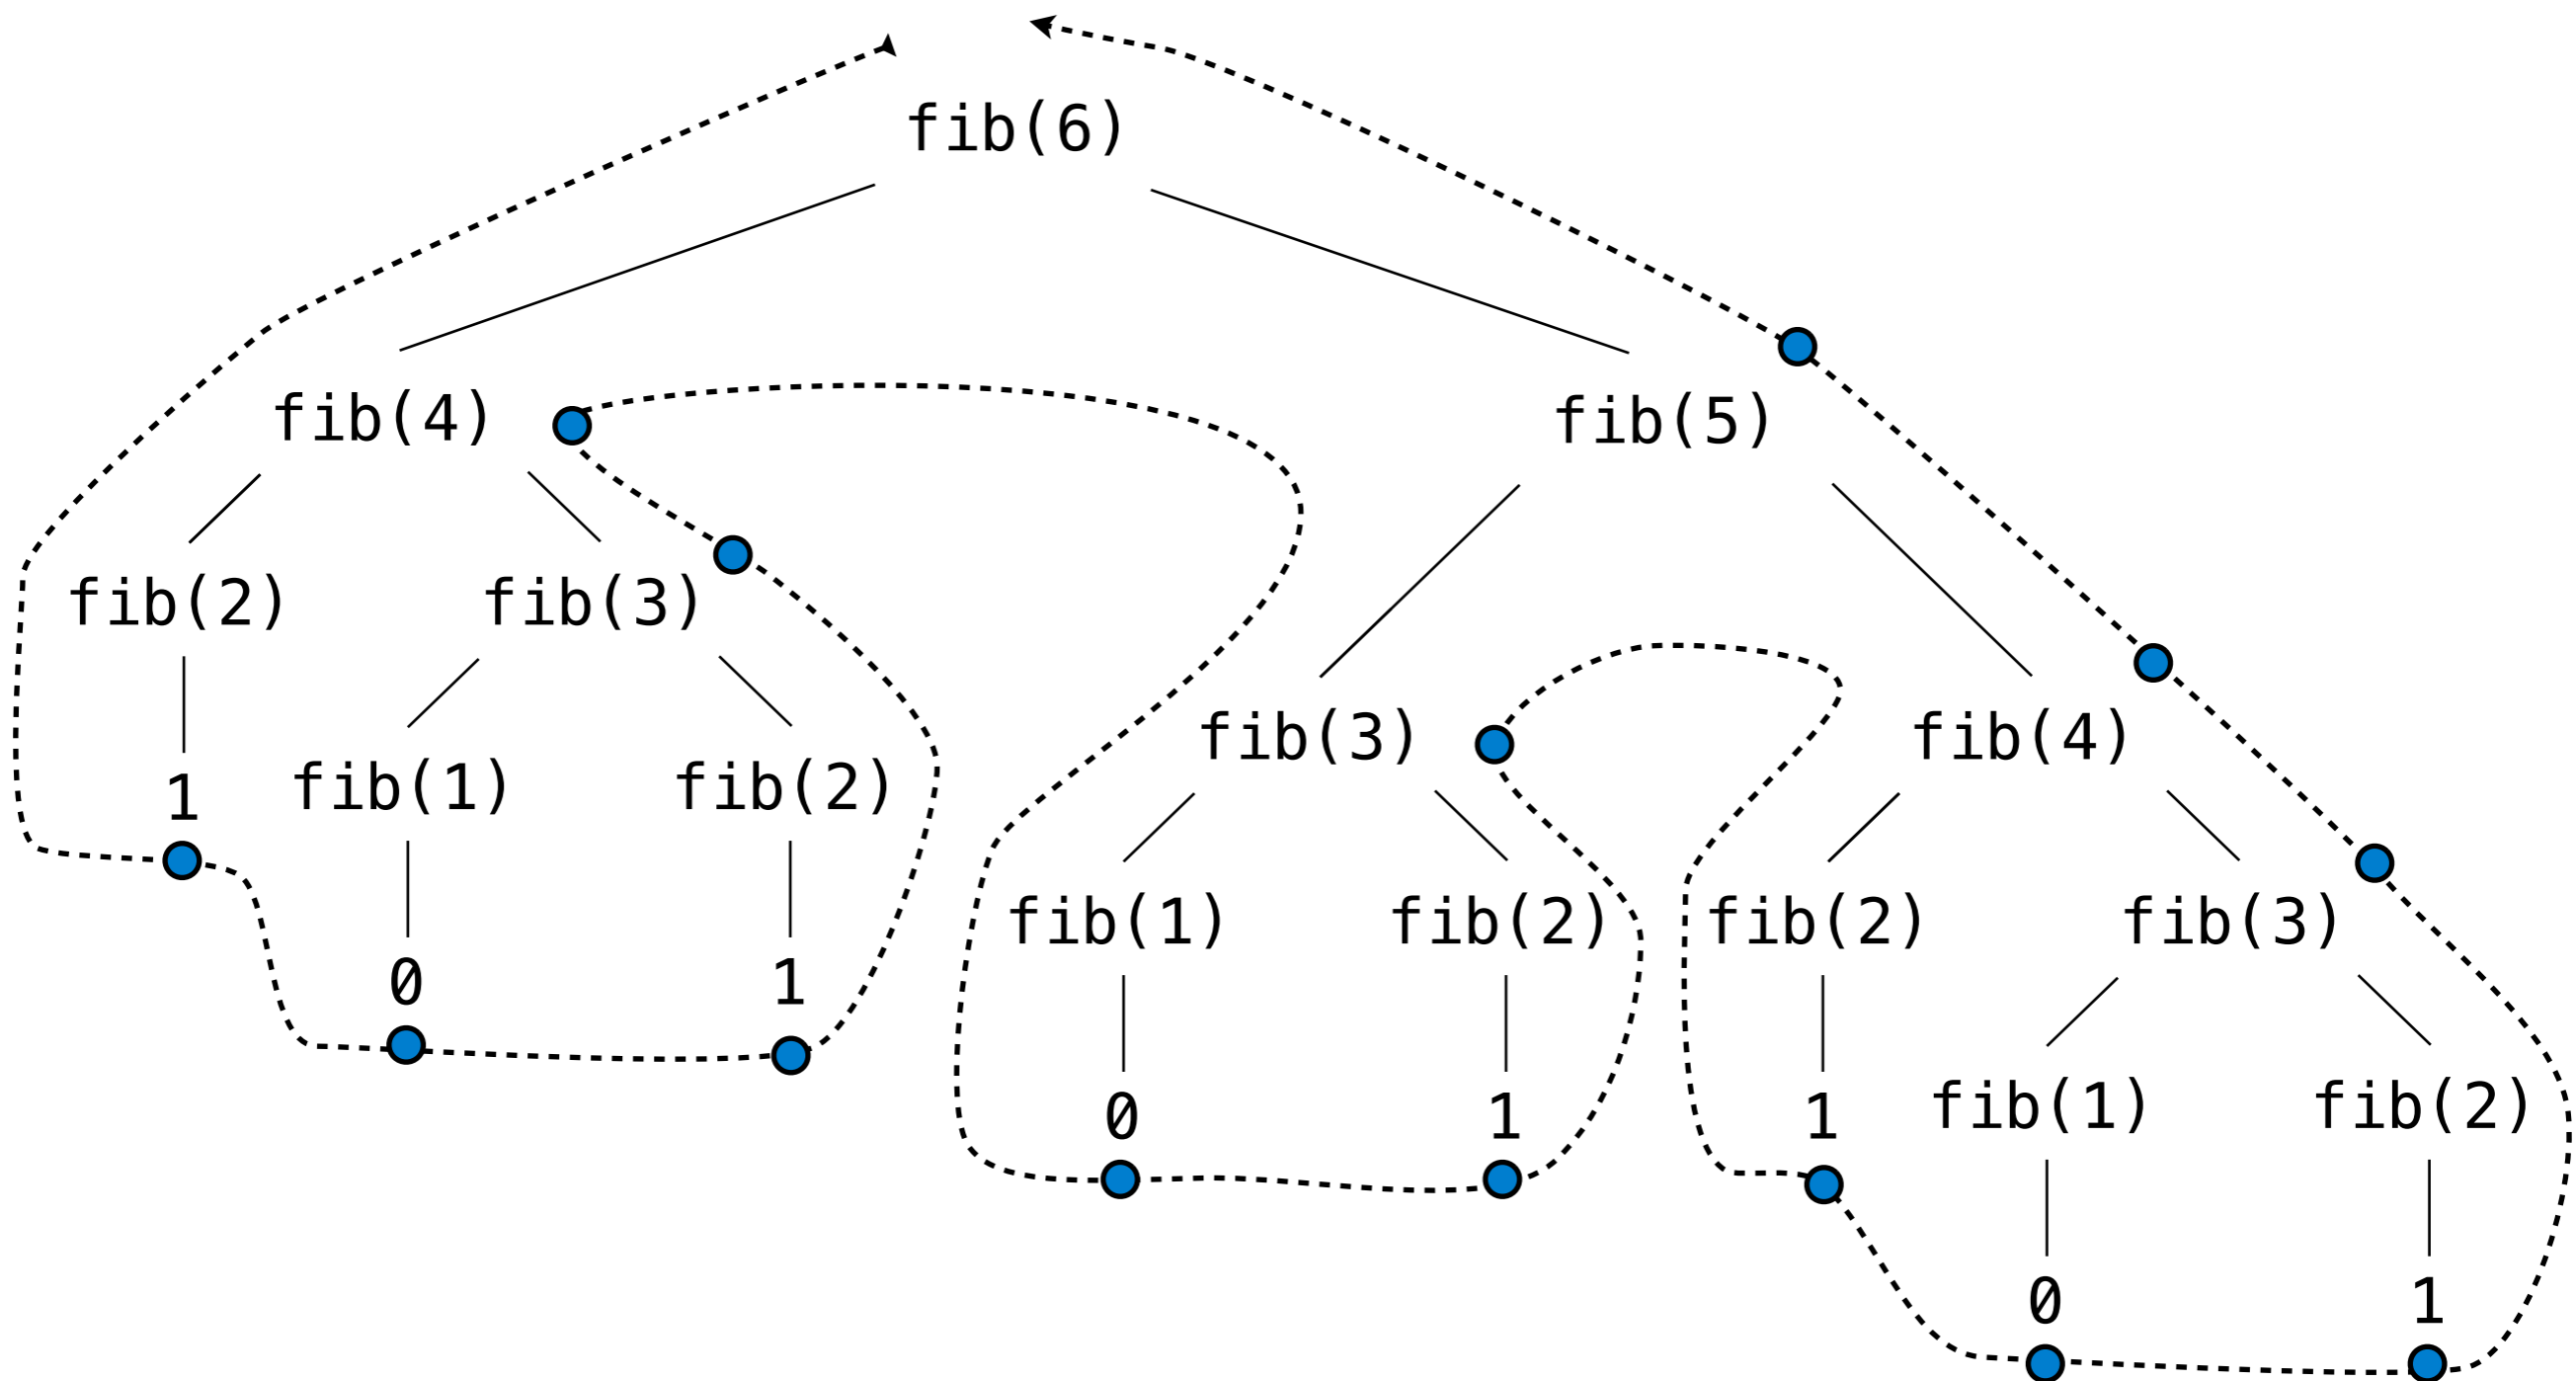 fib(6)
fib(4) fib(5)
fib(2) fib(3)
fib(3) fib(4)
1 fib(1) fib(2)
fib(1) fib(2) fib(2) fib(3)
0 1
0 1 1 fib(1) fib(2)
0 1